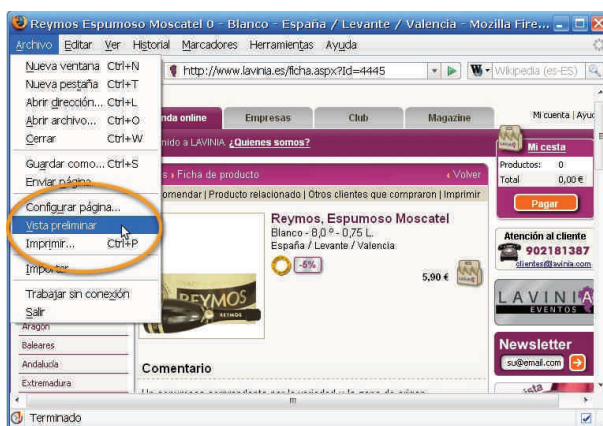 Reymos Espumoso Moscatel 0 - Blanco - España / Levante / Valencia - Mozilla Fire...
Archivo Editar Ver Historial Marcadores Herramientas Ayuda
Nueva ventana Ctrl+N
Nueva pestaña Ctrl+T
Abrir dirección... Ctrl+L
Abrir archivo... Ctrl+O
Cerrar Ctrl+W
Guardar como... Ctrl+S
Enviar página...
Configurar página...
Vista preliminar
Imprimir... Ctrl+P
Importar
Trabajar sin conexión
Salir
http://www.lavinia.es/ficha.aspx?Id=4445
W Wikipedia (es-ES)
nda online Empresas Club Magazine
Mi cuenta | Ayuc
nido a LAVINIA ¿Quienes somos?
s › Ficha de producto ‹ Volver
omendar | Producto relacionado | Otros clientes que compraron | Imprimir
Reymos, Espumoso Moscatel
Blanco - 8,0 º - 0,75 L.
España / Levante / Valencia
-5%
5,90 €
REYMOS
REYMOS
Aragón
Baleares
Andalucía
Extremadura
Comentario
Mi cesta
Productos: 0
Total 0,00 €
Pagar
Atención al cliente
902181387
clientes@lavinia.com
LAVINIA
EVENTOS
Newsletter
su@email.com
Terminado